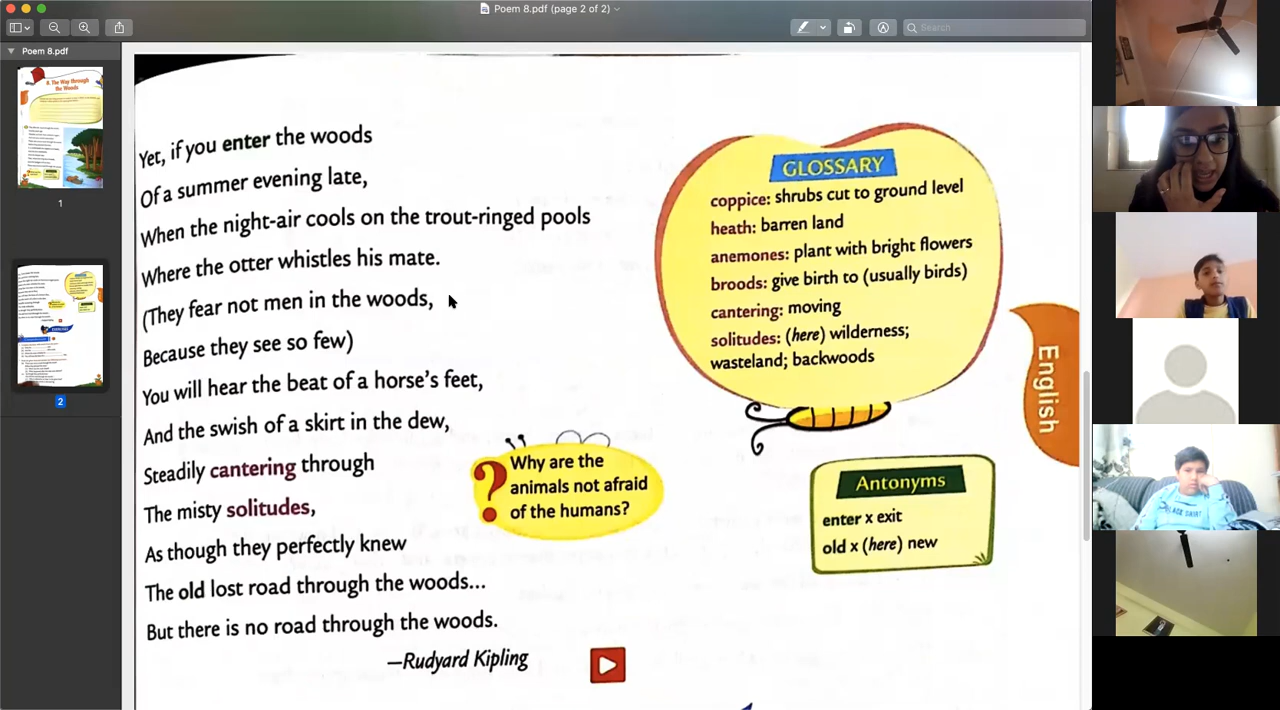 Poem 8.pdf (page 2 of 2)
Search
Poem 8.pdf
8. The Way through
the Woods
1
2
Yet, if you enter the woods
Of a summer evening late,
When the night-air cools on the trout-ringed pools
Where the otter whistles his mate.
(They fear not men in the woods,
Because they see so few)
You will hear the beat of a horse's feet,
And the swish of a skirt in the dew,
Steadily cantering through
The misty solitudes,
As though they perfectly knew
The old lost road through the woods...
But there is no road through the woods.
—Rudyard Kipling
? Why are the
animals not afraid
of the humans?
GLOSSARY
coppice: shrubs cut to ground level
heath: barren land
anemones: plant with bright flowers
broods: give birth to (usually birds)
cantering: moving
solitudes: (here) wilderness;
wasteland; backwoods
Antonyms
enter x exit
old x (here) new
English